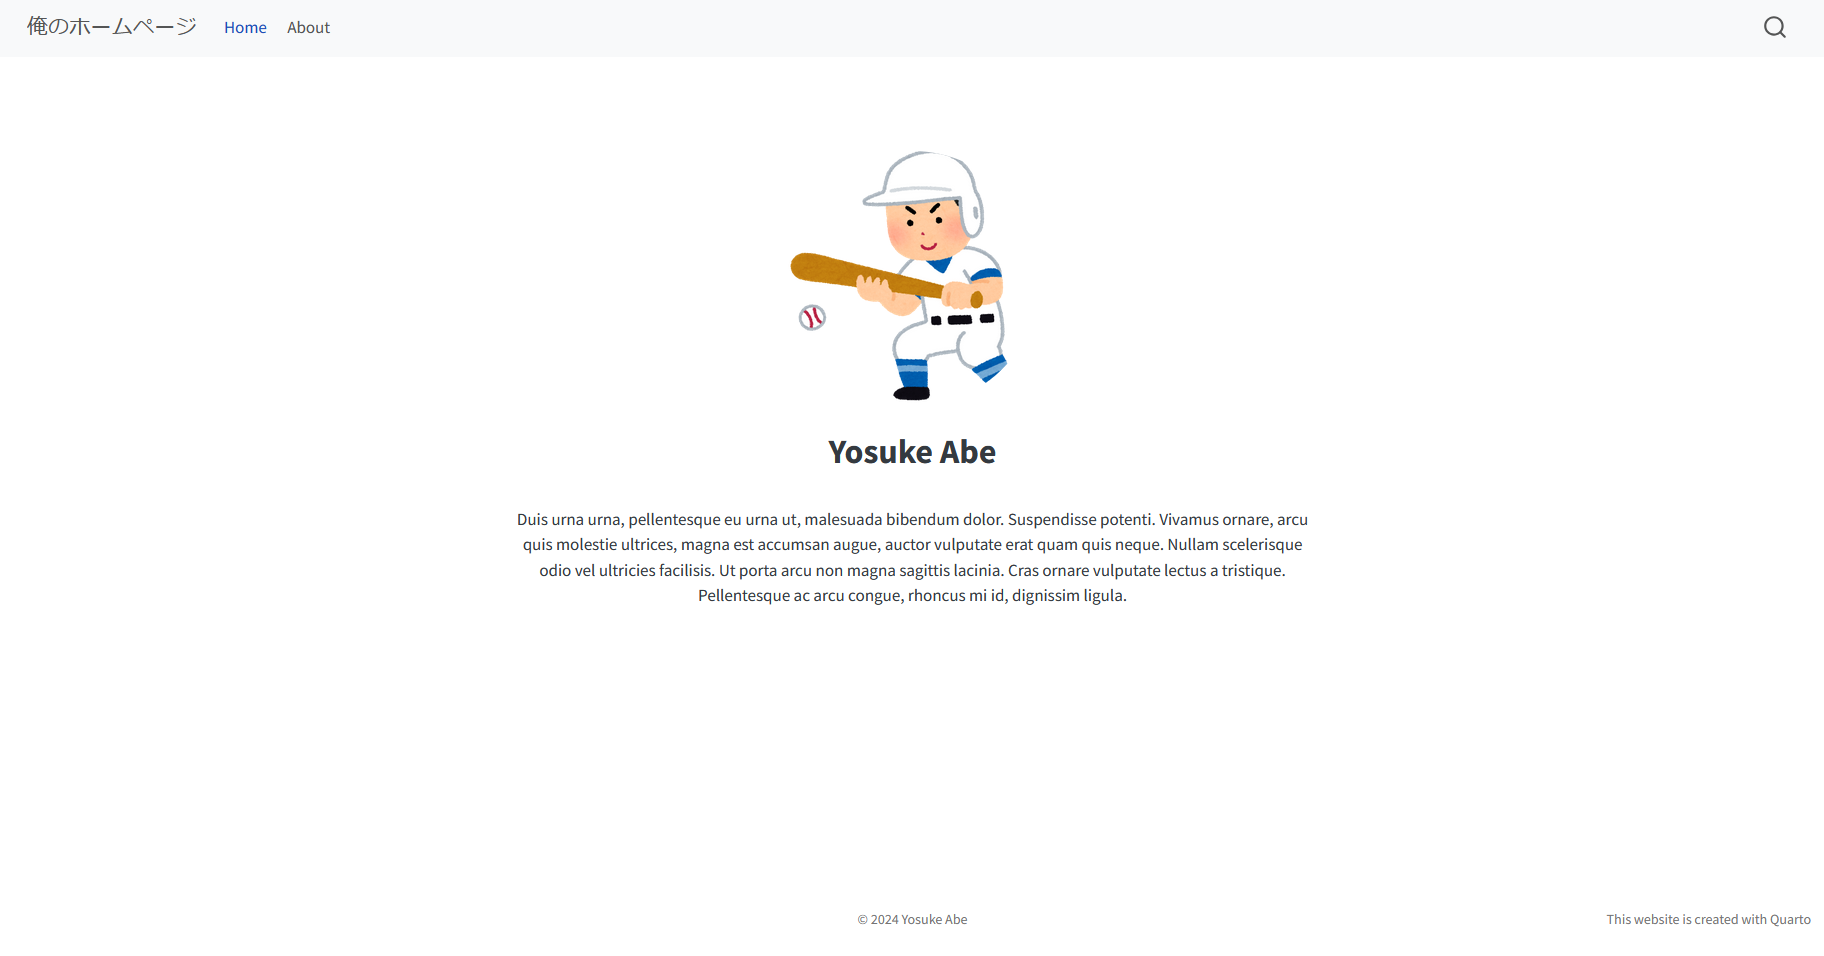 俺のホームページ Home About
Yosuke Abe
Duis urna urna, pellentesque eu urna ut, malesuada bibendum dolor. Suspendisse potenti. Vivamus ornare, arcu
quis molestie ultrices, magna est accumsan augue, auctor vulputate erat quam quis neque. Nullam scelerisque
odio vel ultricies facilisis. Ut porta arcu non magna sagittis lacinia. Cras ornare vulputate lectus a tristique.
Pellentesque ac arcu congue, rhoncus mi id, dignissim ligula.
© 2024 Yosuke Abe
This website is created with Quarto